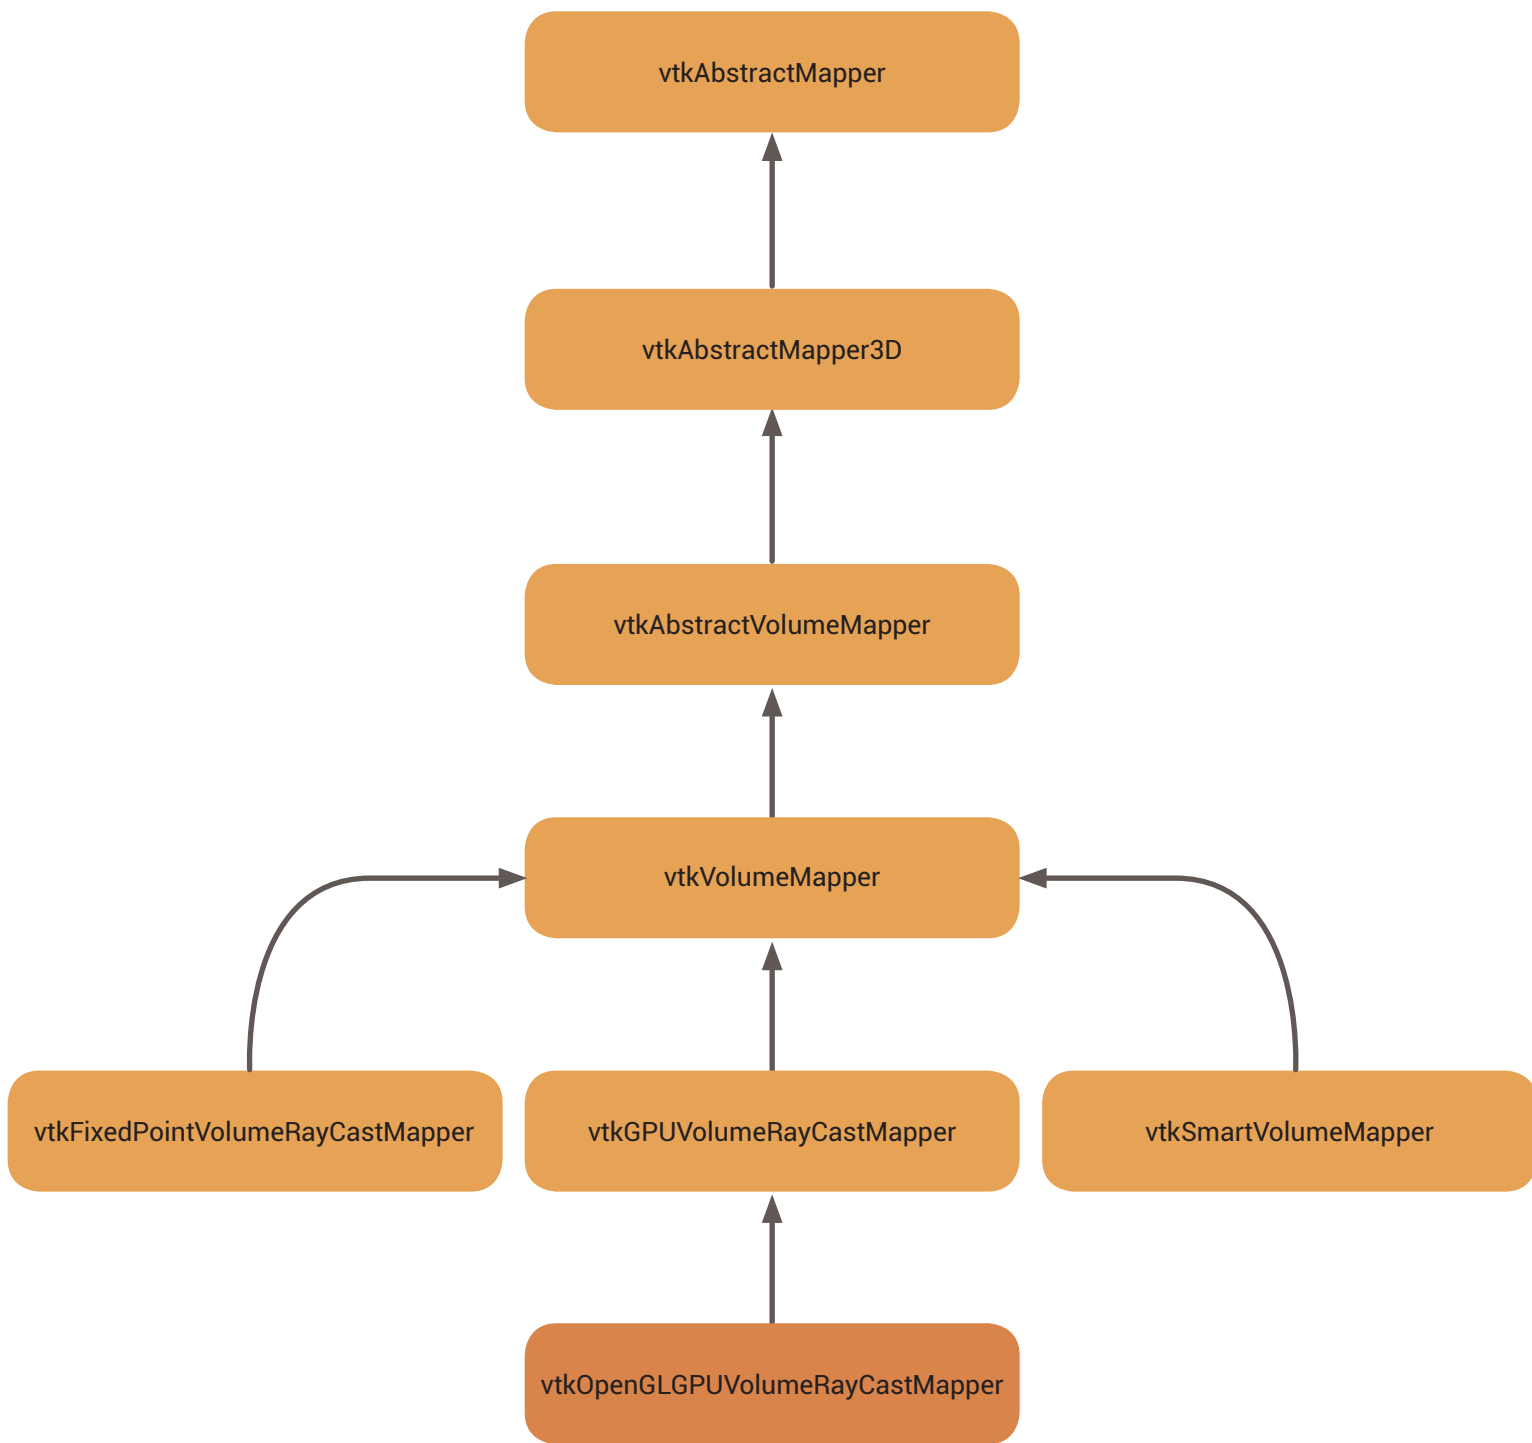 vtkAbstractMapper
vtkAbstractMapper3D
vtkAbstractVolumeMapper
vtkVolumeMapper
vtkFixedPointVolumeRayCastMapper
vtkGPUVolumeRayCastMapper
vtkSmartVolumeMapper
vtkOpenGLGPUVolumeRayCastMapper